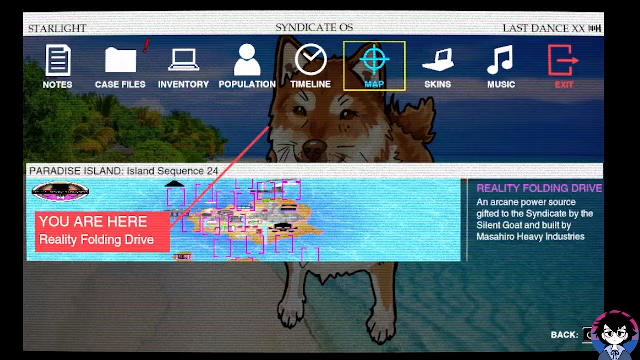 STARLIGHT SYNDICATE OS LAST DANCE XX
NOTES CASE FILES INVENTORY POPULATION TIMELINE MAP SKINS MUSIC EXIT
PARADISE ISLAND: Island Sequence 24
YOU ARE HERE
Reality Folding Drive
REALITY FOLDING DRIVE
An arcane power source
gifted to the Syndicate by the
Silent Goat and built by
Masahiro Heavy Industries
BACK: